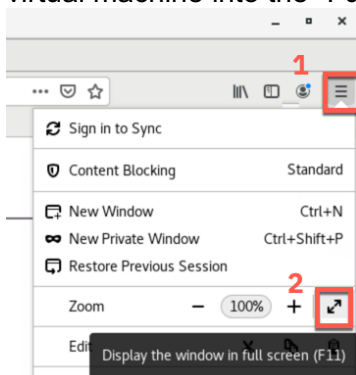 virtual machine into the
1
Sign in to Sync
Content Blocking Standard
New Window Ctrl+N
New Private Window Ctrl+Shift+P
Restore Previous Session
2
Zoom − 100% +
Edit
Display the window in full screen (F11)